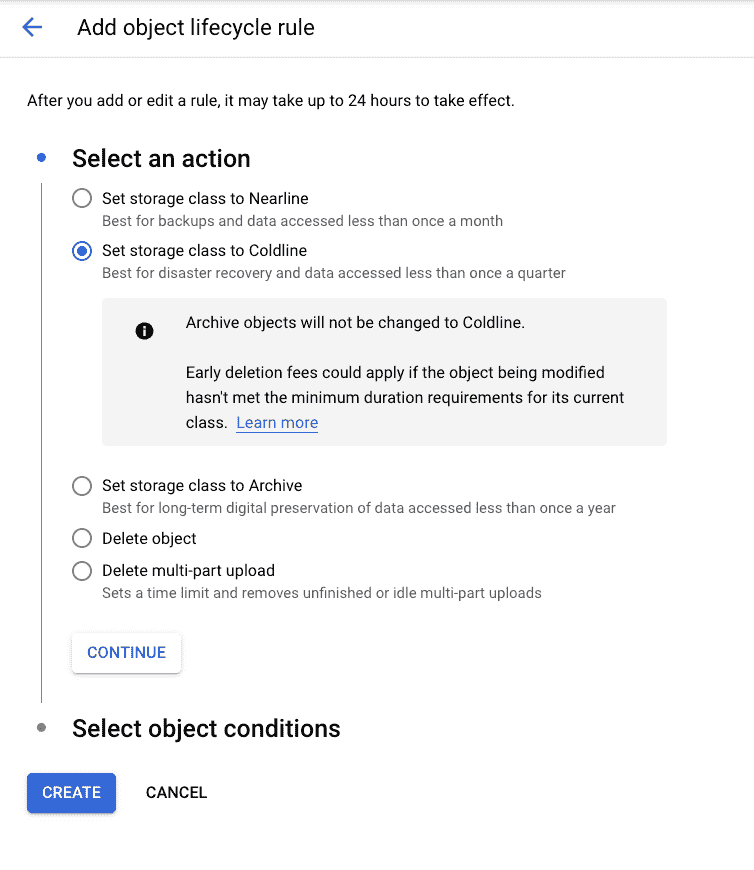 Add object lifecycle rule
After you add or edit a rule, it may take up to 24 hours to take effect.
Select an action
Set storage class to Nearline
Best for backups and data accessed less than once a month
Set storage class to Coldline
Best for disaster recovery and data accessed less than once a quarter
Archive objects will not be changed to Coldline.
Early deletion fees could apply if the object being modified
hasn't met the minimum duration requirements for its current
class. Learn more
Set storage class to Archive
Best for long-term digital preservation of data accessed less than once a year
Delete object
Delete multi-part upload
Sets a time limit and removes unfinished or idle multi-part uploads
CONTINUE
Select object conditions
CREATE CANCEL